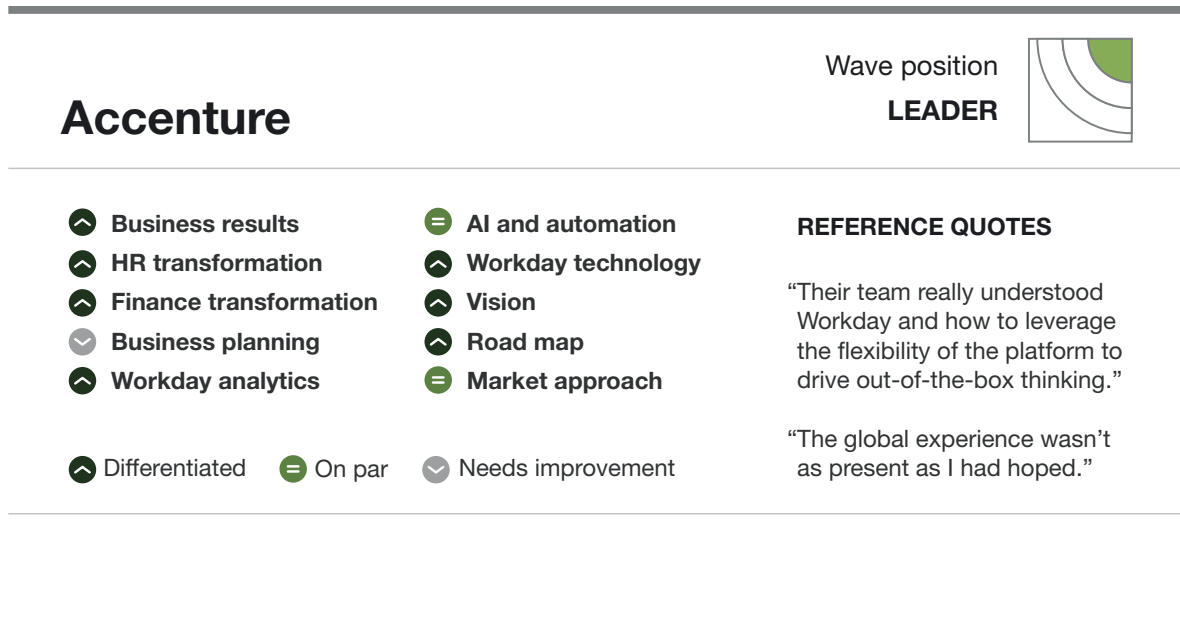 Wave position
LEADER
Accenture
Business results
HR transformation
Finance transformation
Business planning
Workday analytics
AI and automation
Workday technology
Vision
Road map
Market approach
Differentiated
On par
Needs improvement
REFERENCE QUOTES
“Their team really understood
Workday and how to leverage
the flexibility of the platform to
drive out-of-the-box thinking.”
“The global experience wasn’t
as present as I had hoped.”